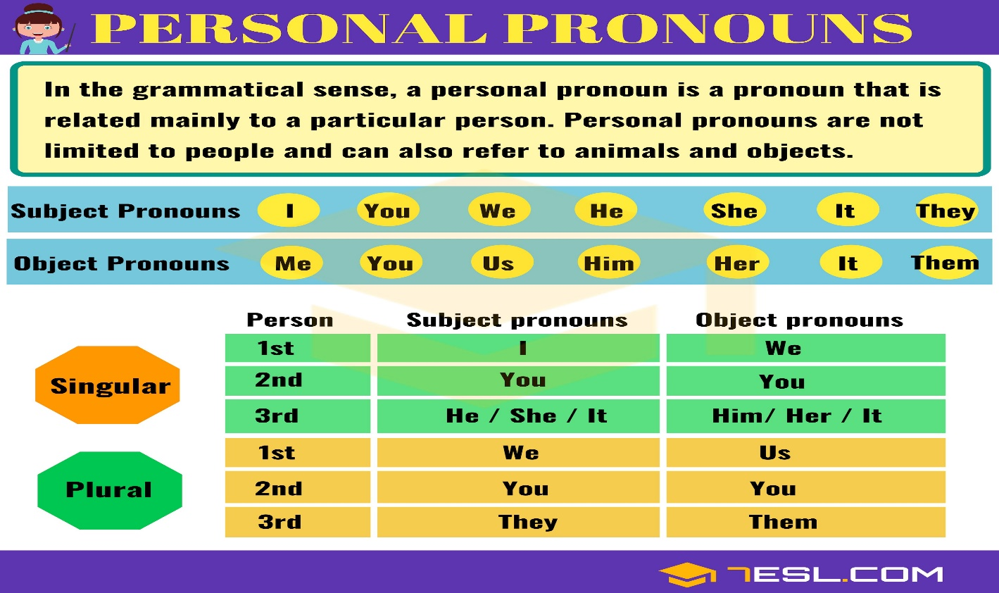 PERSONAL PRONOUNS
In the grammatical sense, a personal pronoun is a pronoun that is
related mainly to a particular person. Personal pronouns are not
limited to people and can also refer to animals and objects.
Subject Pronouns I You We He She It They
Object Pronouns Me You Us Him Her It Them
Person Subject pronouns Object pronouns
Singular
1st I We
2nd You You
3rd He / She / It Him/ Her / It
Plural
1st We Us
2nd You You
3rd They Them
7ESL.COM